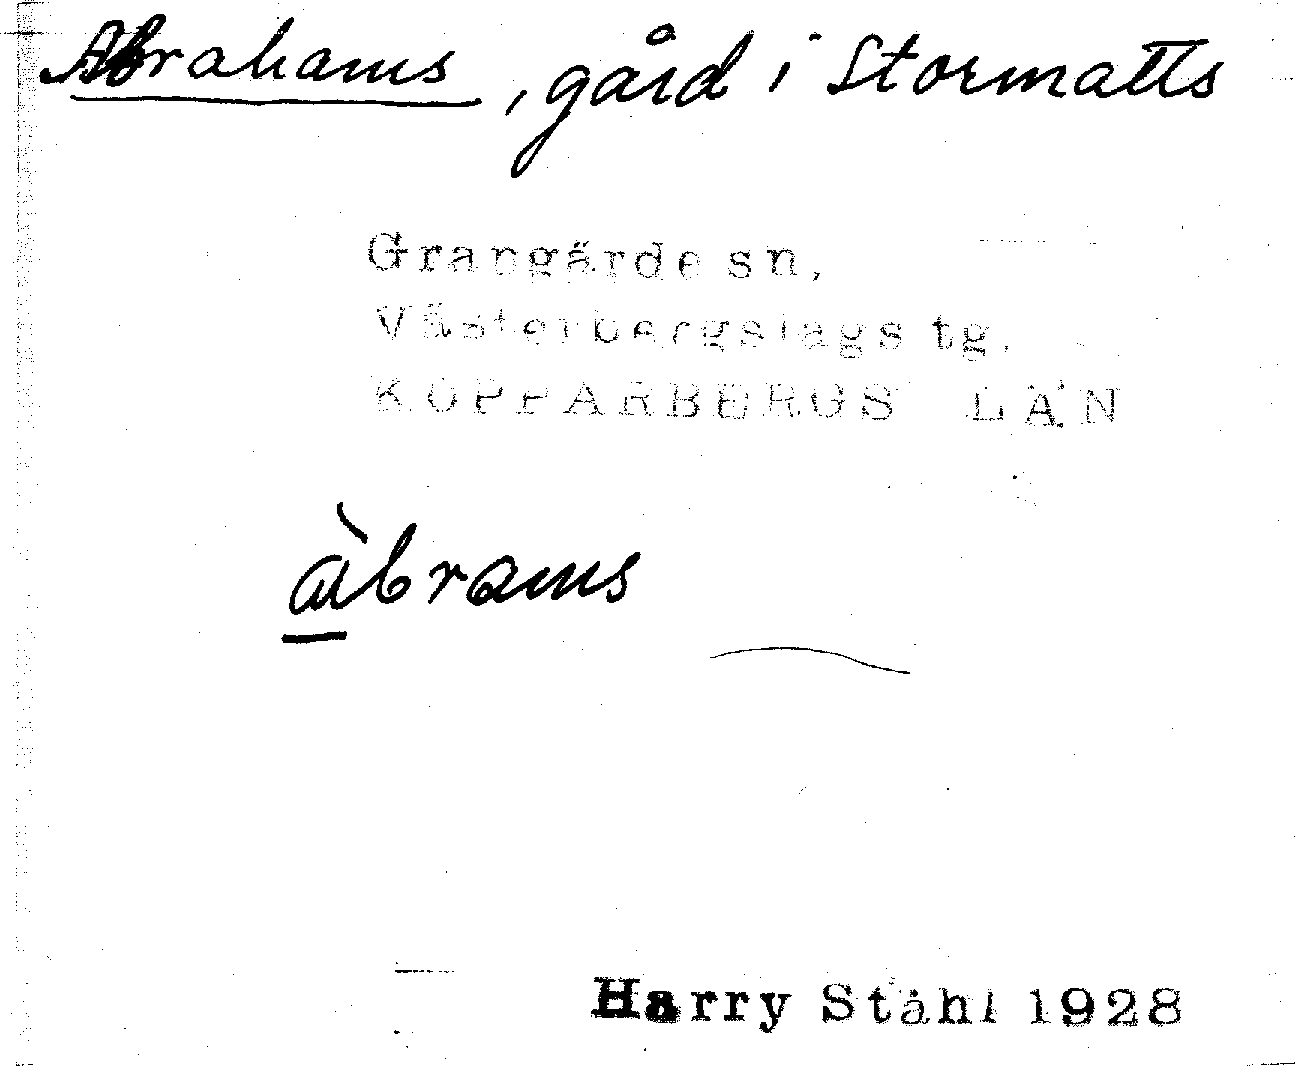 Abrahams, gård i Stormatts
Grangärde sn,
Västerbergslags tg.
KOPPARBERGS LÄN
àbrams
Harry Ståhl 1928